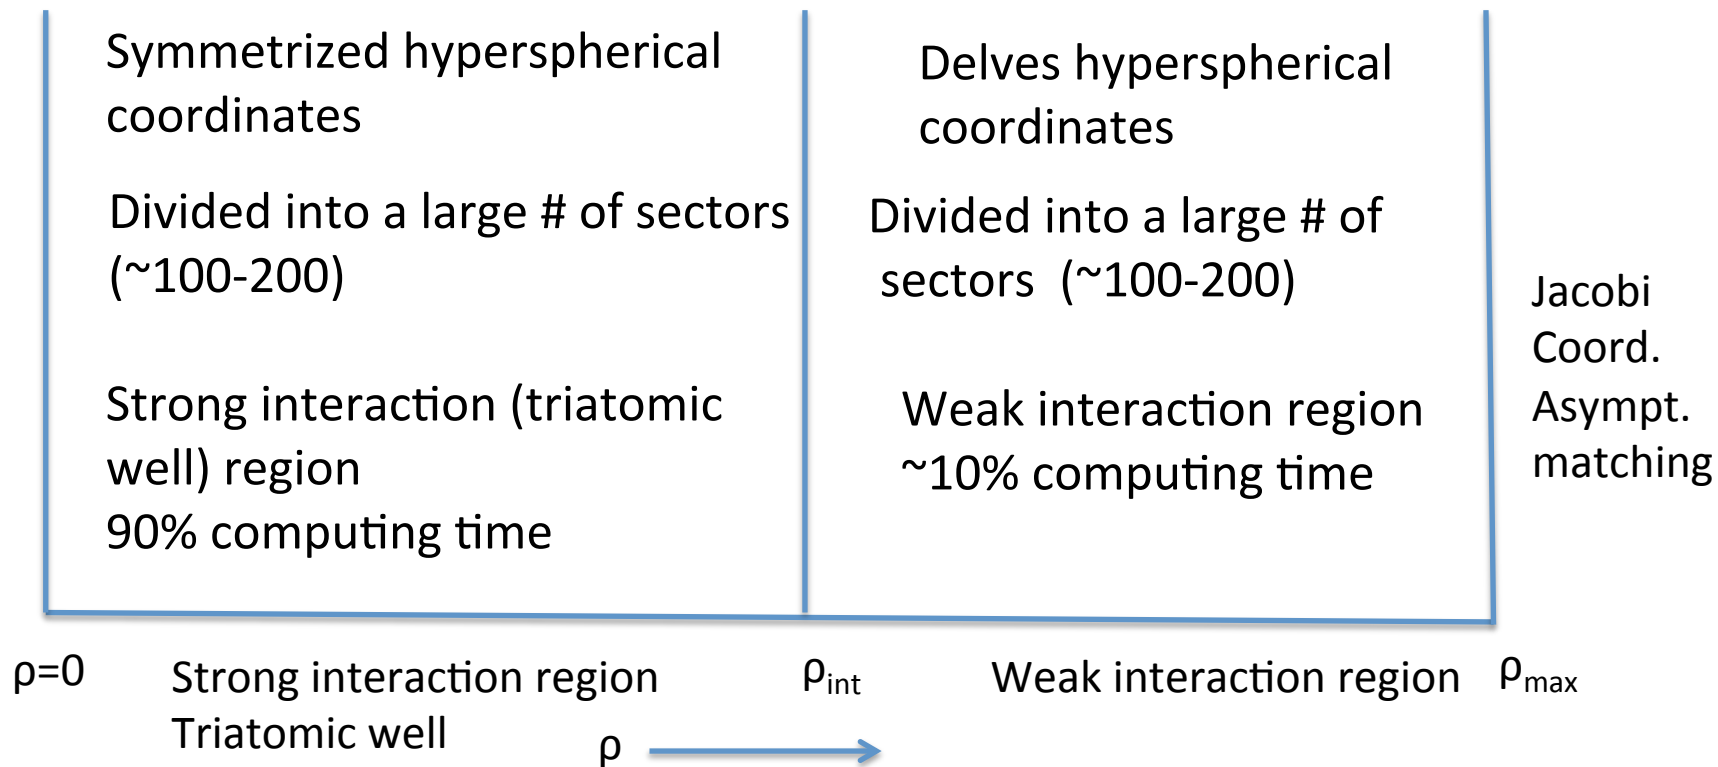 Symmetrized hyperspherical
coordinates
Divided into a large # of sectors
(~100-200)
Strong interaction (triatomic
well) region
90% computing time
Delves hyperspherical
coordinates
Divided into a large # of
sectors (~100-200)
Weak interaction region
~10% computing time
Jacobi
Coord.
Asympt.
matching
ρ=0
Strong interaction region
Triatomic well
ρint
Weak interaction region
ρmax
ρ